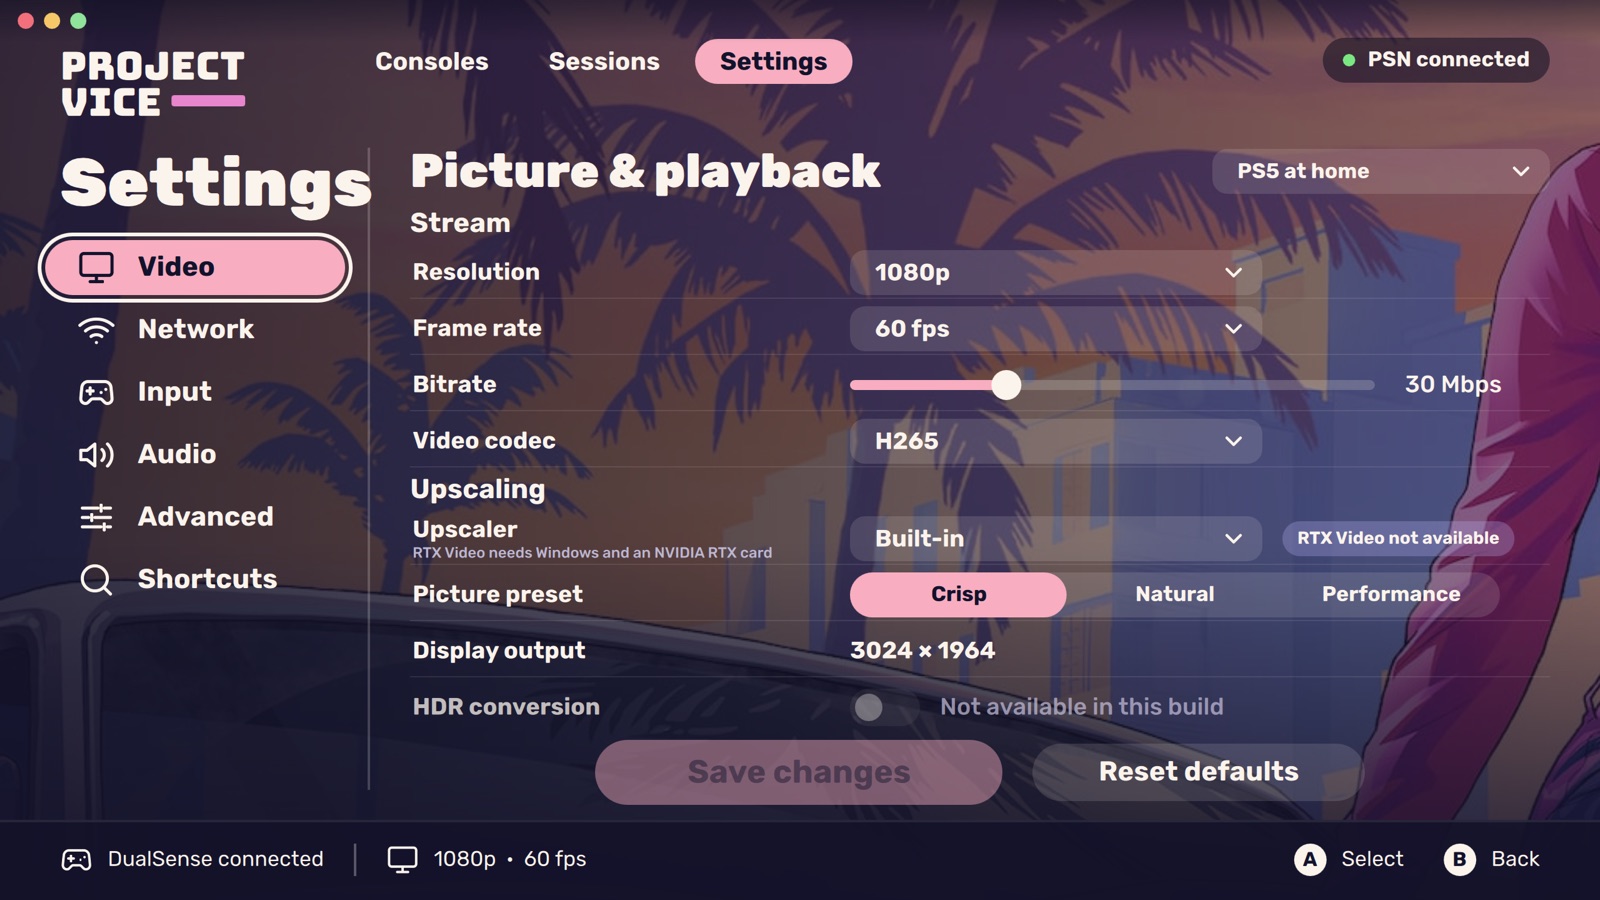 PROJECT
VICE
Consoles
Sessions
Settings
PSN connected
Settings
Video
Network
Input
Audio
Advanced
Shortcuts
Picture & playback
PS5 at home
Stream
Resolution
1080p
Frame rate
60 fps
Bitrate
30 Mbps
Video codec
H265
Upscaling
Upscaler
RTX Video needs Windows and an NVIDIA RTX card
Built-in
RTX Video not available
Picture preset
Crisp
Natural
Performance
Display output
3024 × 1964
HDR conversion
Not available in this build
Save changes
Reset defaults
DualSense connected
1080p • 60 fps
A Select
B Back